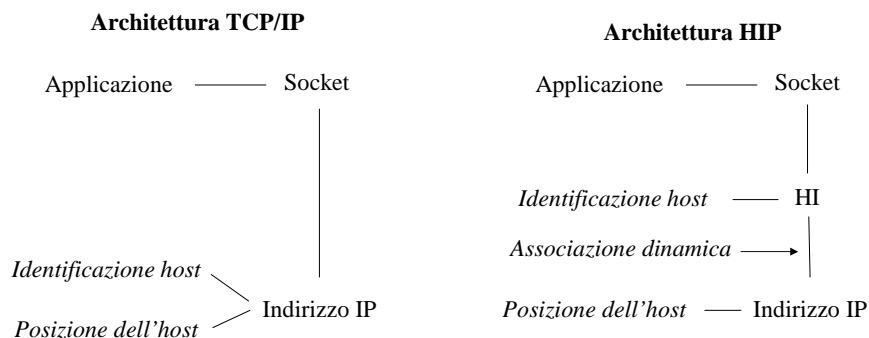 Architettura TCP/IP
Applicazione
Socket
Identificazione host
Indirizzo IP
Posizione dell'host
Architettura HIP
Applicazione
Socket
Identificazione host
HI
Associazione dinamica
Posizione dell'host
Indirizzo IP